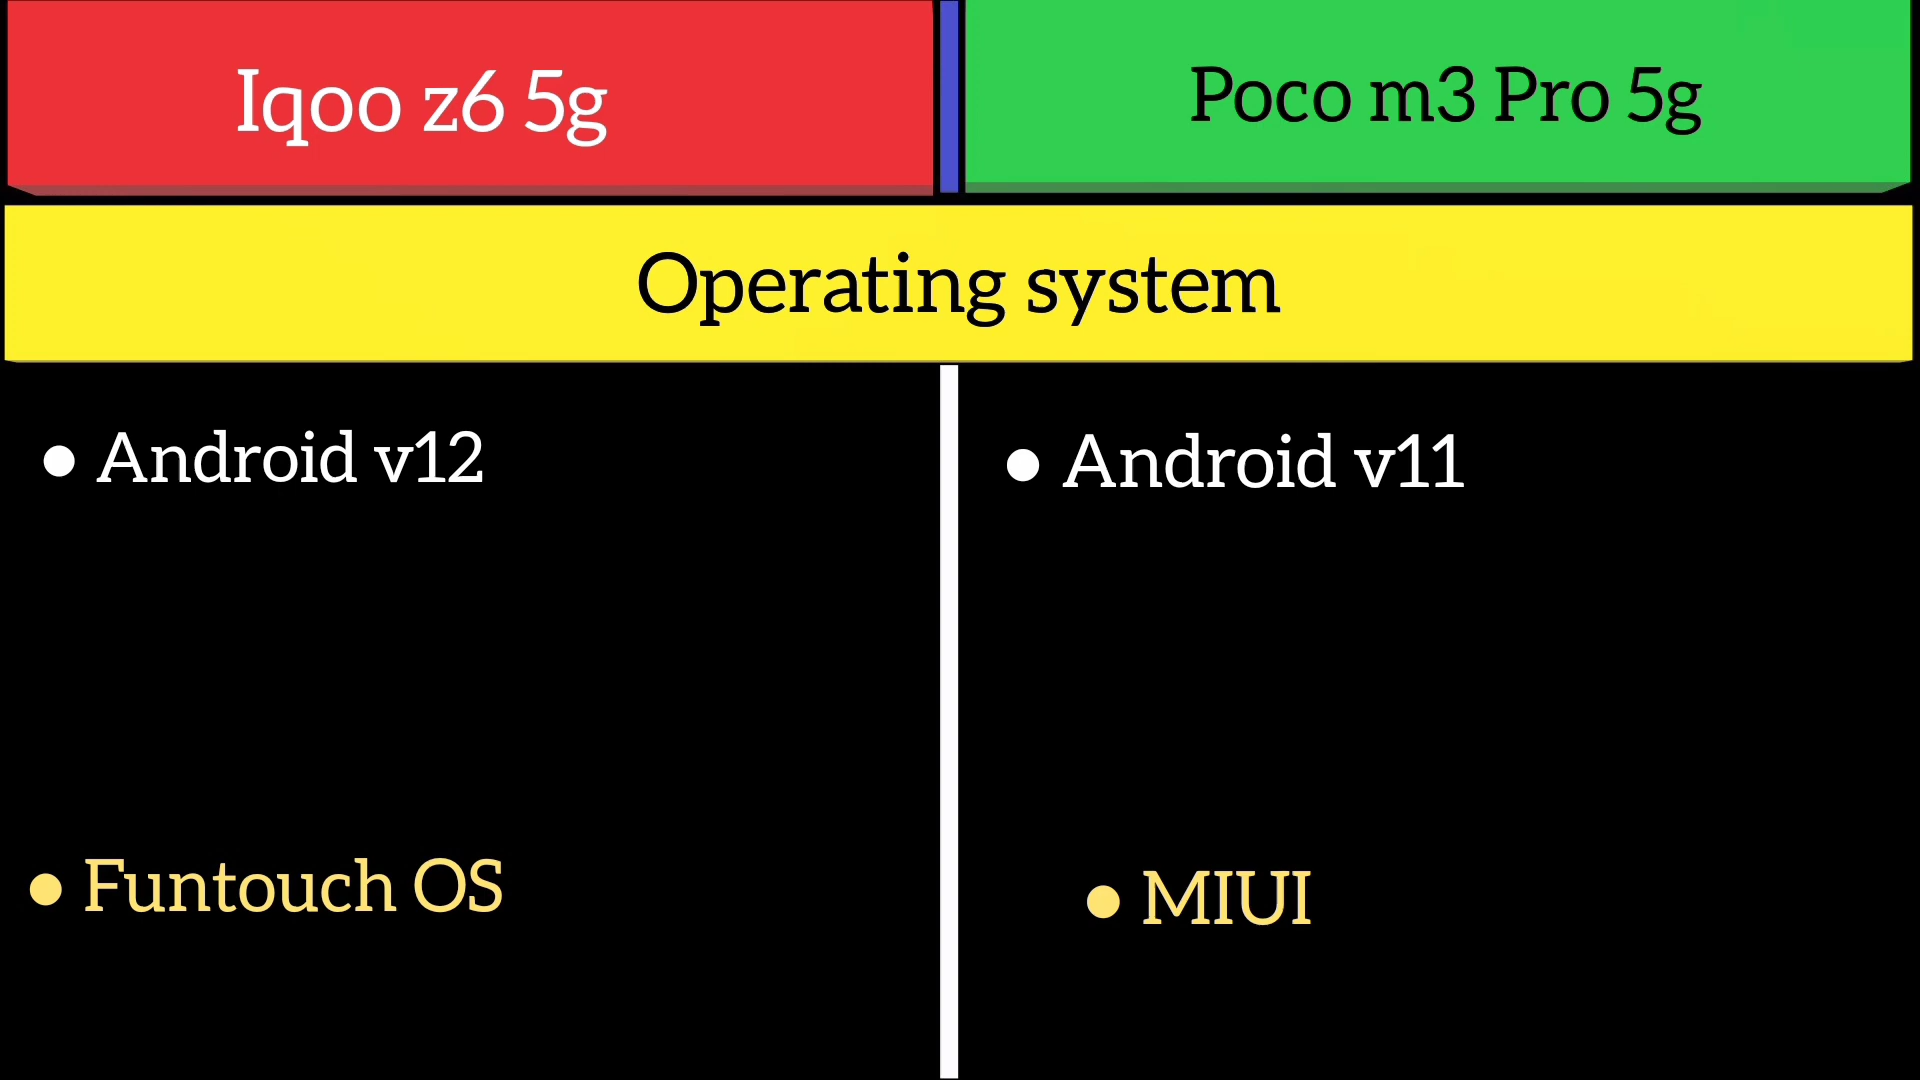 Iqoo z6 5g
Poco m3 Pro 5g
Operating system
• Android v12
• Android v11
• Funtouch OS
• MIUI